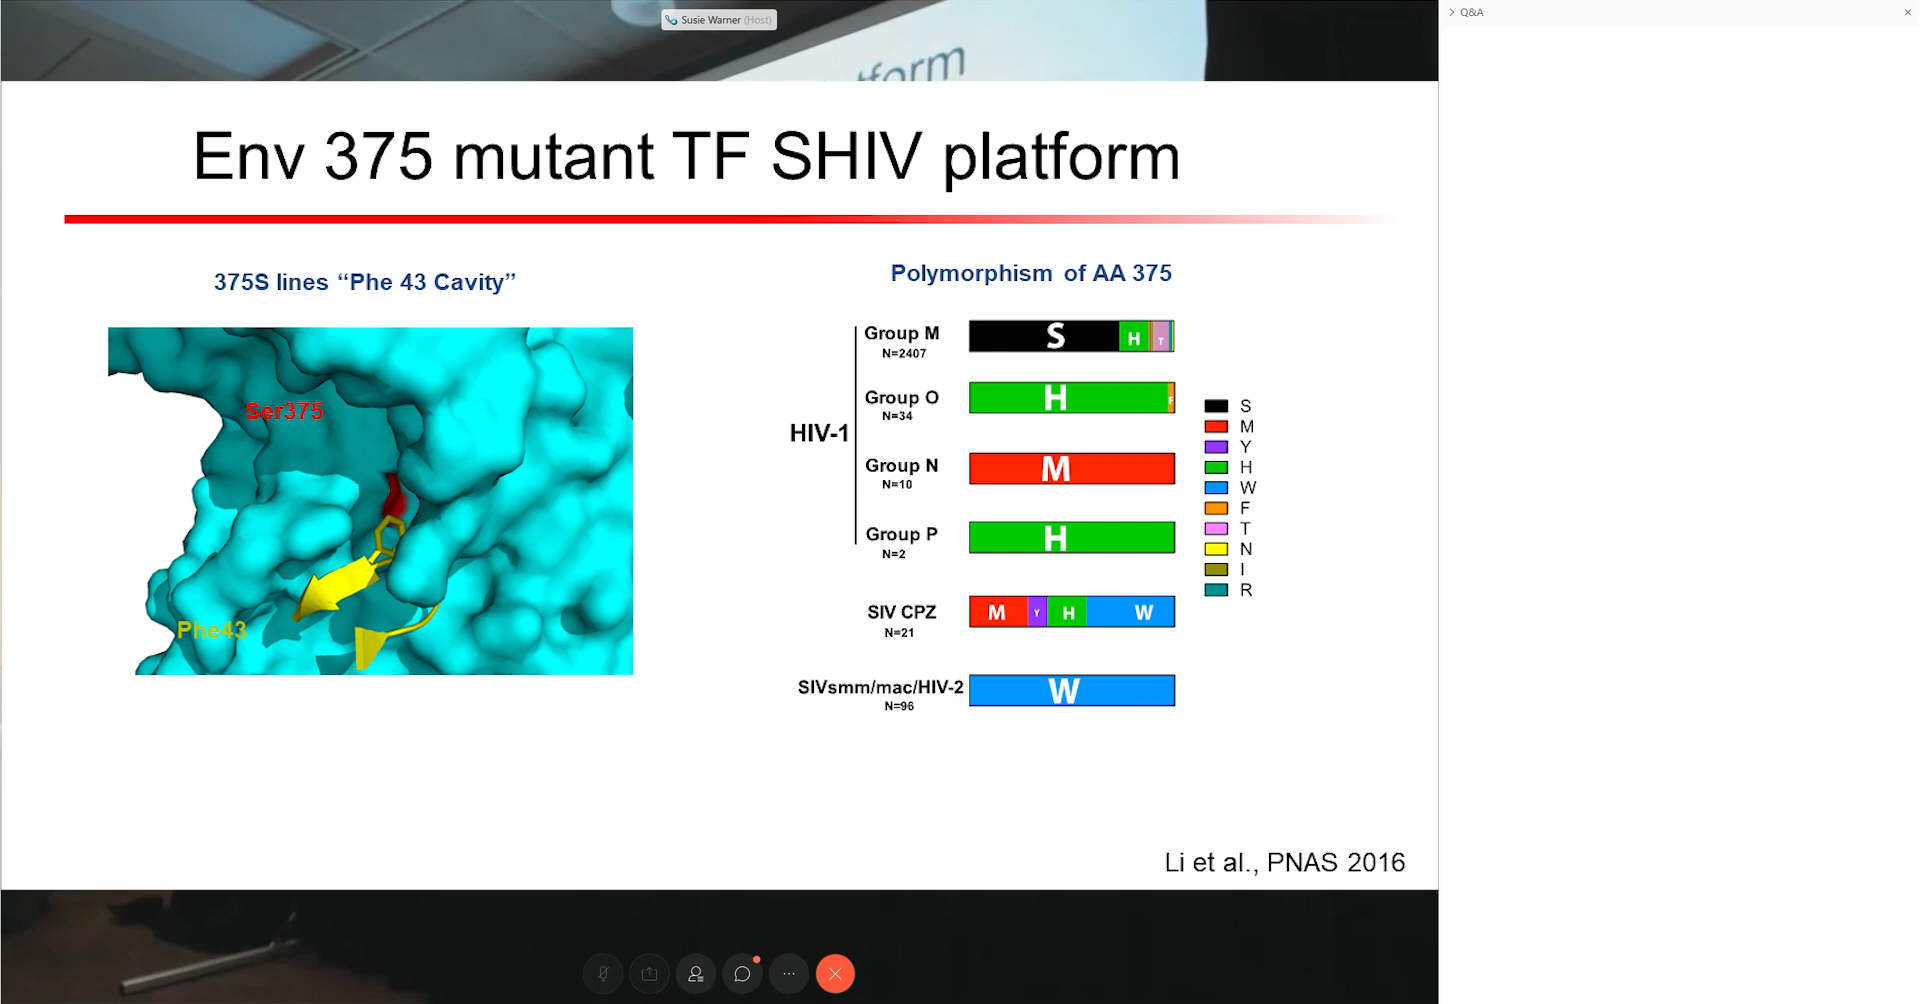 Susie Warner (Host)
Q&A
tform
Env 375 mutant TF SHIV platform
375S lines “Phe 43 Cavity”
Ser375
Phe43
Polymorphism of AA 375
HIV-1
Group M
N=2407
S H T
Group O
N=34
H F
Group N
N=10
M
Group P
N=2
H
SIV CPZ
N=21
M Y H W
SIVsmm/mac/HIV-2
N=96
W
S
M
Y
H
W
F
T
N
I
R
Li et al., PNAS 2016